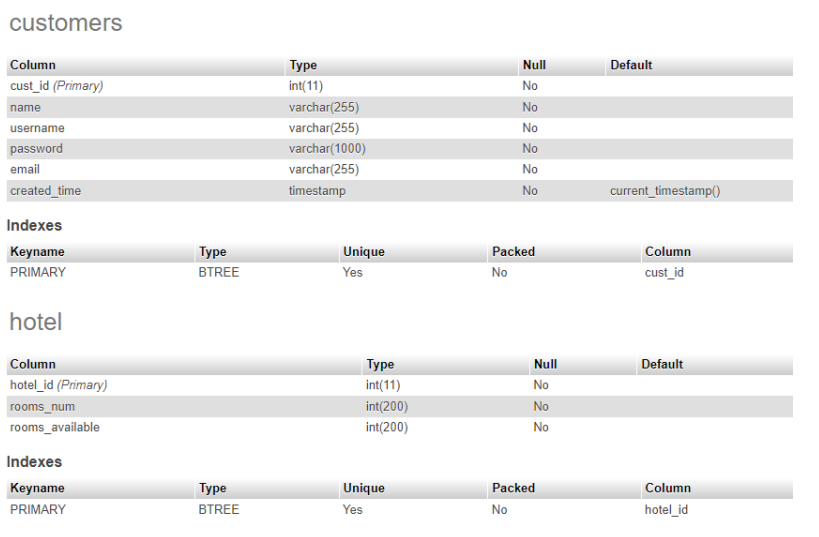 customers
Column Type Null Default
cust_id (Primary) int(11) No
name varchar(255) No
username varchar(255) No
password varchar(1000) No
email varchar(255) No
created_time timestamp No current_timestamp()
Indexes
Keyname Type Unique Packed Column
PRIMARY BTREE Yes No cust_id
hotel
Column Type Null Default
hotel_id (Primary) int(11) No
rooms_num int(200) No
rooms_available int(200) No
Indexes
Keyname Type Unique Packed Column
PRIMARY BTREE Yes No hotel_id